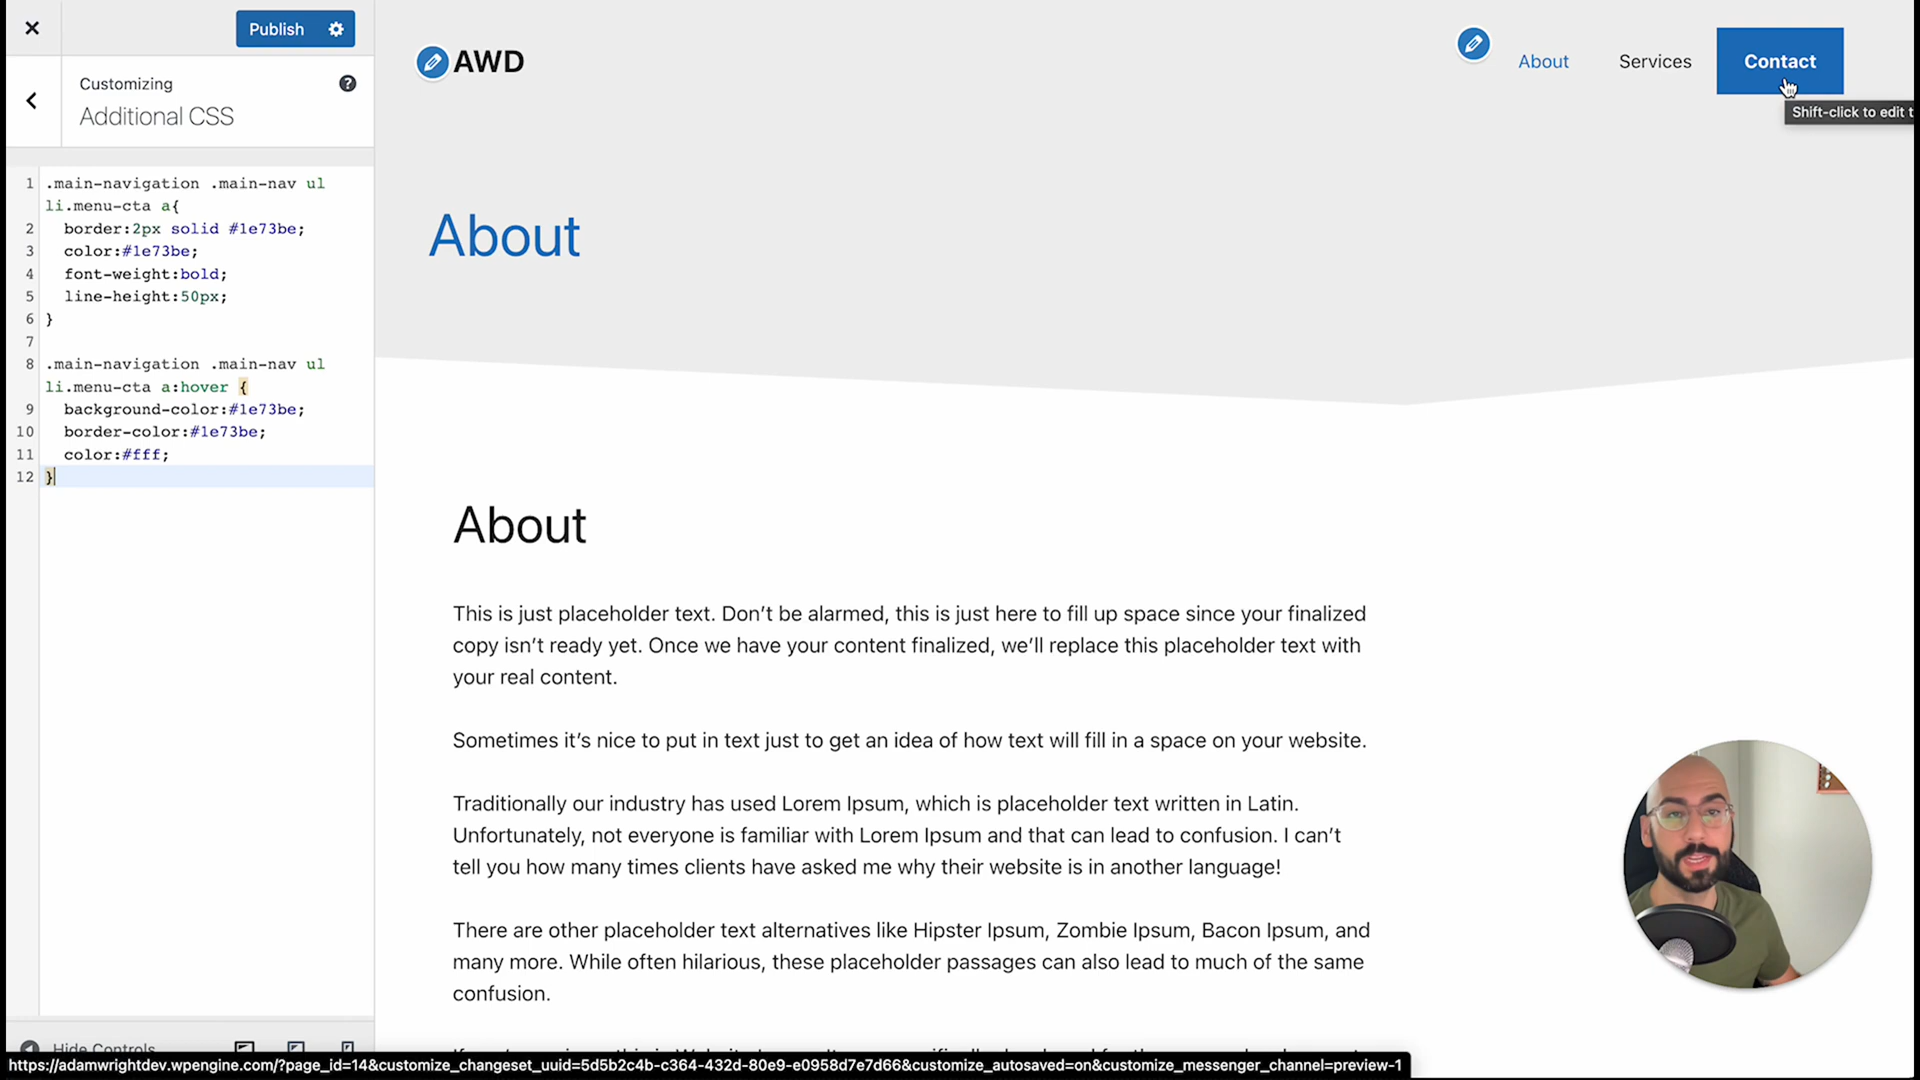 Publish
Customizing
Additional CSS
1 .main-navigation .main-nav ul
li.menu-cta a{
2 border:2px solid #1e73be;
3 color:#1e73be;
4 font-weight:bold;
5 line-height:50px;
6 }
7
8 .main-navigation .main-nav ul
li.menu-cta a:hover {
9 background-color:#1e73be;
10 border-color:#1e73be;
11 color:#fff;
12 }
Hide Controls
AWD
About Services Contact
Shift-click to edit t
About
About
This is just placeholder text. Don’t be alarmed, this is just here to fill up space since your finalized
copy isn’t ready yet. Once we have your content finalized, we’ll replace this placeholder text with
your real content.
Sometimes it’s nice to put in text just to get an idea of how text will fill in a space on your website.
Traditionally our industry has used Lorem Ipsum, which is placeholder text written in Latin.
Unfortunately, not everyone is familiar with Lorem Ipsum and that can lead to confusion. I can’t
tell you how many times clients have asked me why their website is in another language!
There are other placeholder text alternatives like Hipster Ipsum, Zombie Ipsum, Bacon Ipsum, and
many more. While often hilarious, these placeholder passages can also lead to much of the same
confusion.
https://adamwrightdev.wpengine.com/?page_id=14&customize_changeset_uuid=5d5b2c4b-c364-432d-80e9-e0958d7e7d66&customize_autosaved=on&customize_messenger_channel=preview-1